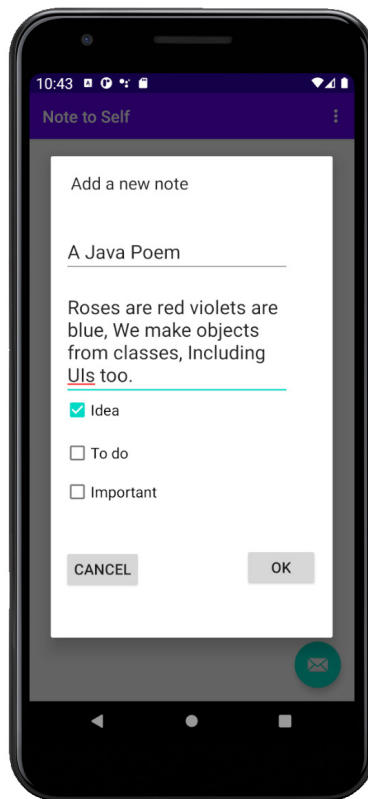 10:43
Note to Self
Add a new note
A Java Poem
Roses are red violets are
blue, We make objects
from classes, Including
UIs too.
Idea
To do
Important
CANCEL
OK